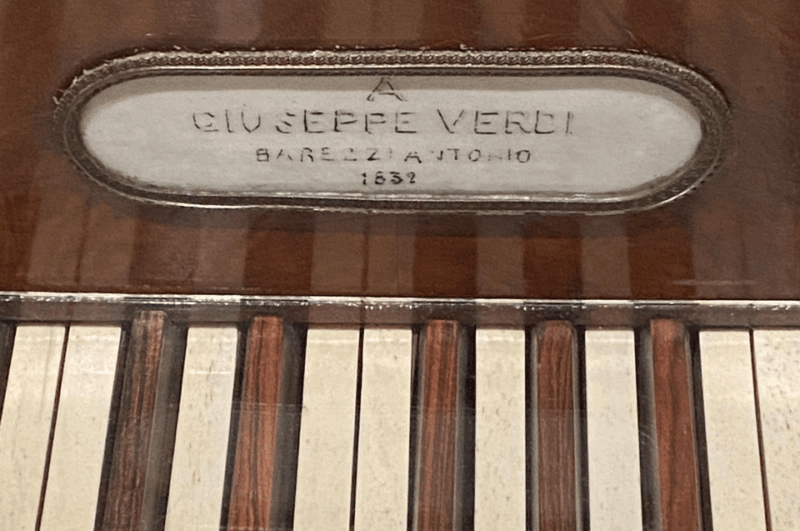 A
GIUSEPPE VERDI
BAREZZI ANTONIO
1832